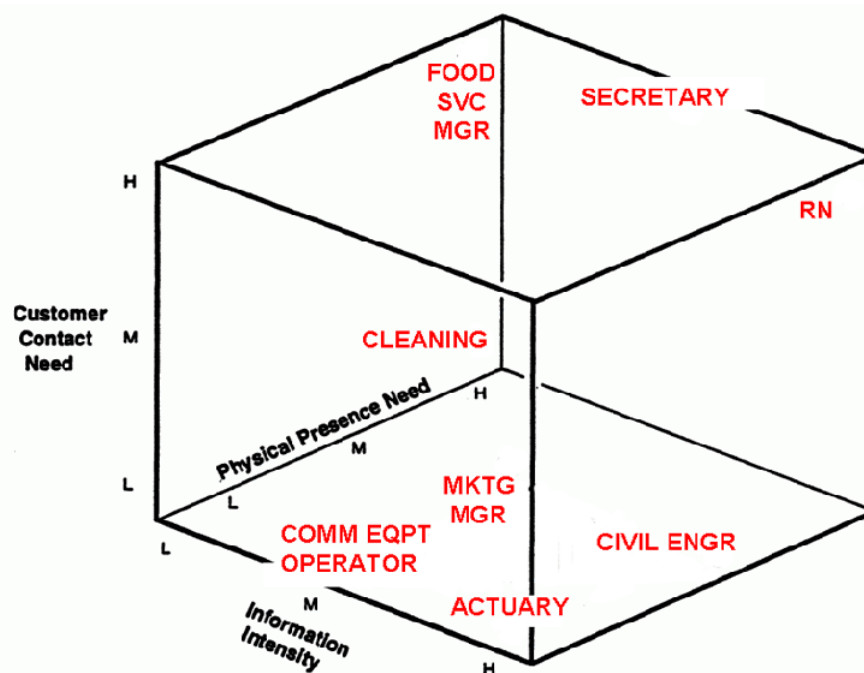 FOOD
SVC
MGR
SECRETARY
H
RN
Customer
Contact
Need
M
CLEANING
Physical Presence Need
H
M
L
L
L
MKTG
MGR
COMM EQPT
OPERATOR
CIVIL ENGR
M
ACTUARY
Information
Intensity
H